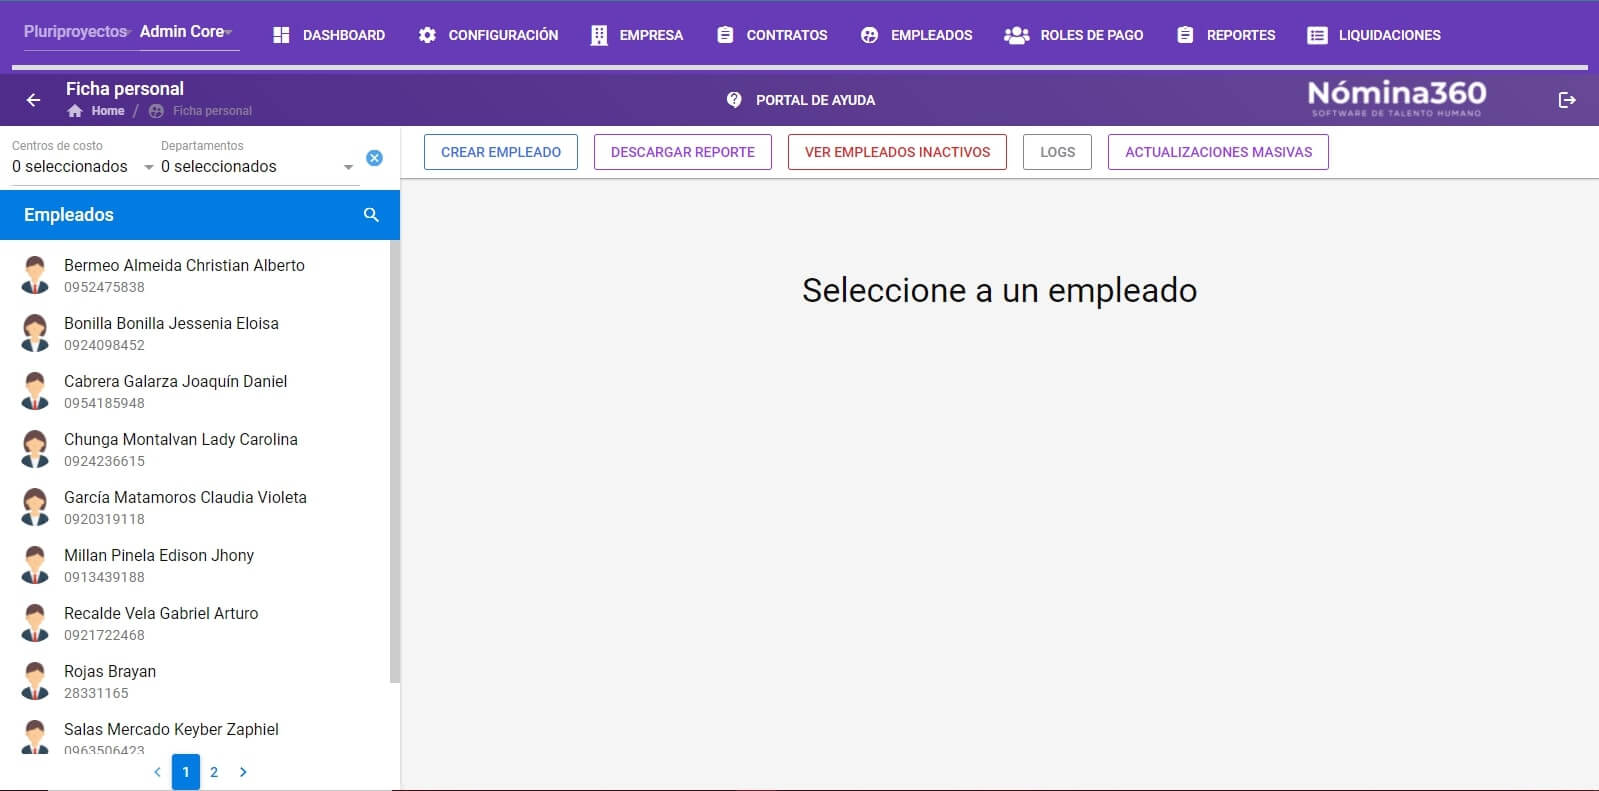 Pluriproyectos Admin Core DASHBOARD CONFIGURACIÓN EMPRESA CONTRATOS EMPLEADOS ROLES DE PAGO REPORTES LIQUIDACIONES
Ficha personal
Home / Ficha personal
PORTAL DE AYUDA
Nómina360
SOFTWARE DE TALENTO HUMANO
Centros de costo Departamentos
0 seleccionados 0 seleccionados
CREAR EMPLEADO DESCARGAR REPORTE VER EMPLEADOS INACTIVOS LOGS ACTUALIZACIONES MASIVAS
Empleados
Bermeo Almeida Christian Alberto
0952475838
Bonilla Bonilla Jessenia Eloisa
0924098452
Cabrera Galarza Joaquín Daniel
0954185948
Chunga Montalvan Lady Carolina
0924236615
García Matamoros Claudia Violeta
0920319118
Millan Pinela Edison Jhony
0913439188
Recalde Vela Gabriel Arturo
0921722468
Rojas Brayan
28331165
Salas Mercado Keyber Zaphiel
0963506423
1 2
Seleccione a un empleado